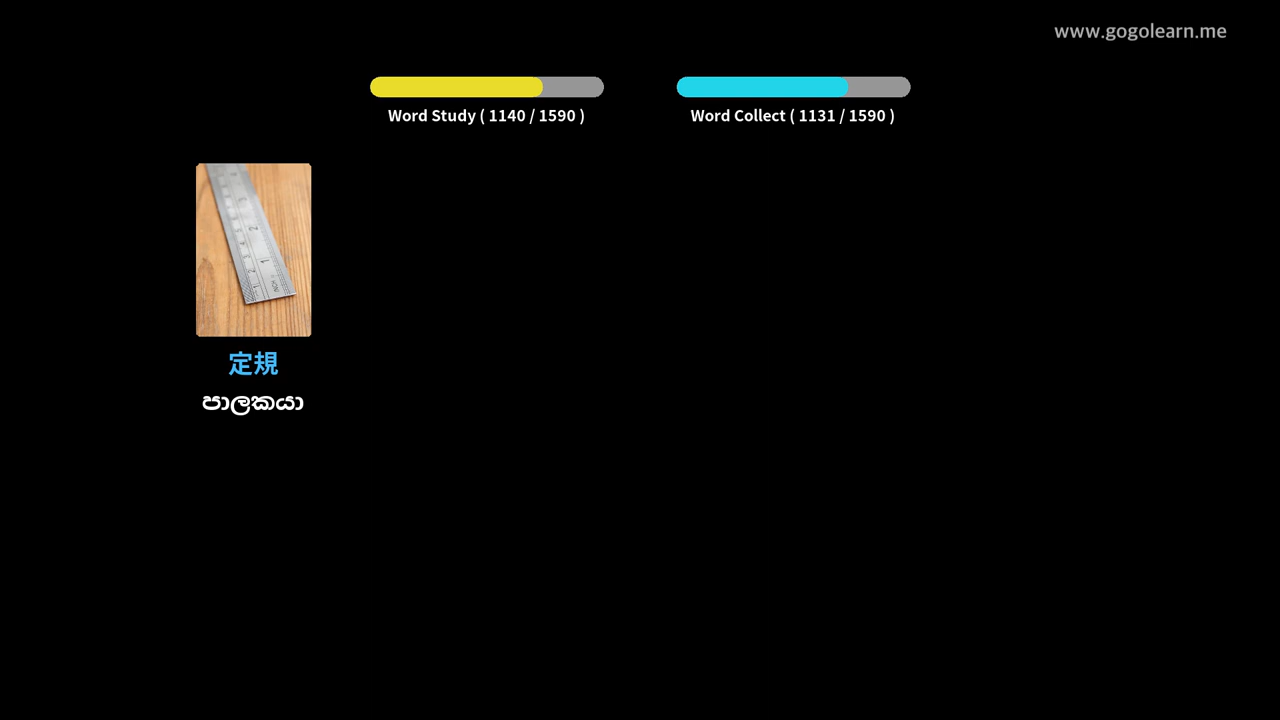 www.gogolearn.me
Word Study ( 1140 / 1590 )
Word Collect ( 1131 / 1590 )
定規
පාලකයා